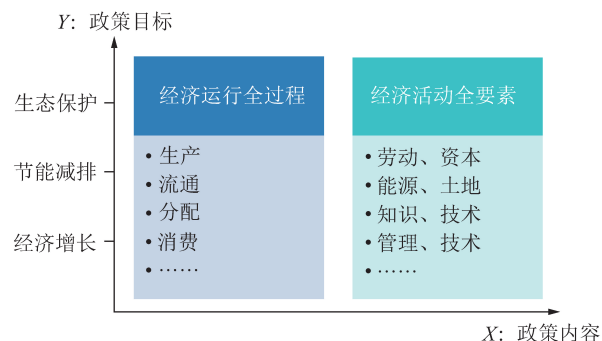 Y: 政策目标
生态保护
节能减排
经济增长
经济运行全过程
• 生产
• 流通
• 分配
• 消费
• ……
经济活动全要素
• 劳动、资本
• 能源、土地
• 知识、技术
• 管理、技术
• ……
X: 政策内容